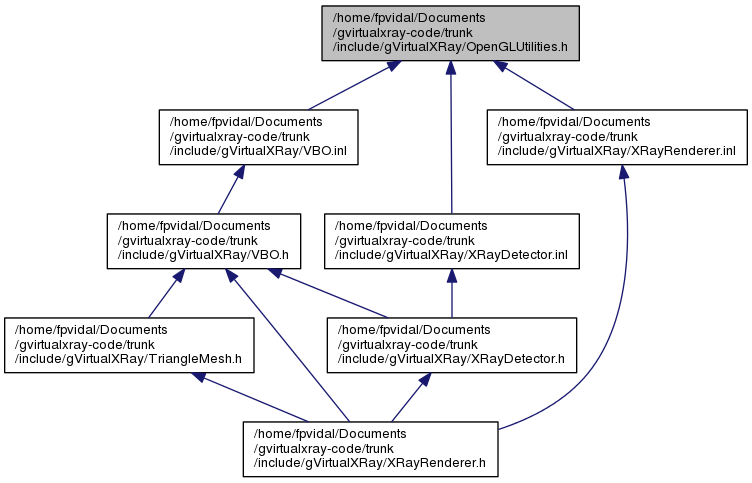 /home/fpvidal/Documents
/gvirtualxray-code/trunk
/include/gVirtualXRay/OpenGLUtilities.h
/home/fpvidal/Documents
/gvirtualxray-code/trunk
/include/gVirtualXRay/VBO.inl
/home/fpvidal/Documents
/gvirtualxray-code/trunk
/include/gVirtualXRay/XRayRenderer.inl
/home/fpvidal/Documents
/gvirtualxray-code/trunk
/include/gVirtualXRay/VBO.h
/home/fpvidal/Documents
/gvirtualxray-code/trunk
/include/gVirtualXRay/XRayDetector.inl
/home/fpvidal/Documents
/gvirtualxray-code/trunk
/include/gVirtualXRay/TriangleMesh.h
/home/fpvidal/Documents
/gvirtualxray-code/trunk
/include/gVirtualXRay/XRayDetector.h
/home/fpvidal/Documents
/gvirtualxray-code/trunk
/include/gVirtualXRay/XRayRenderer.h